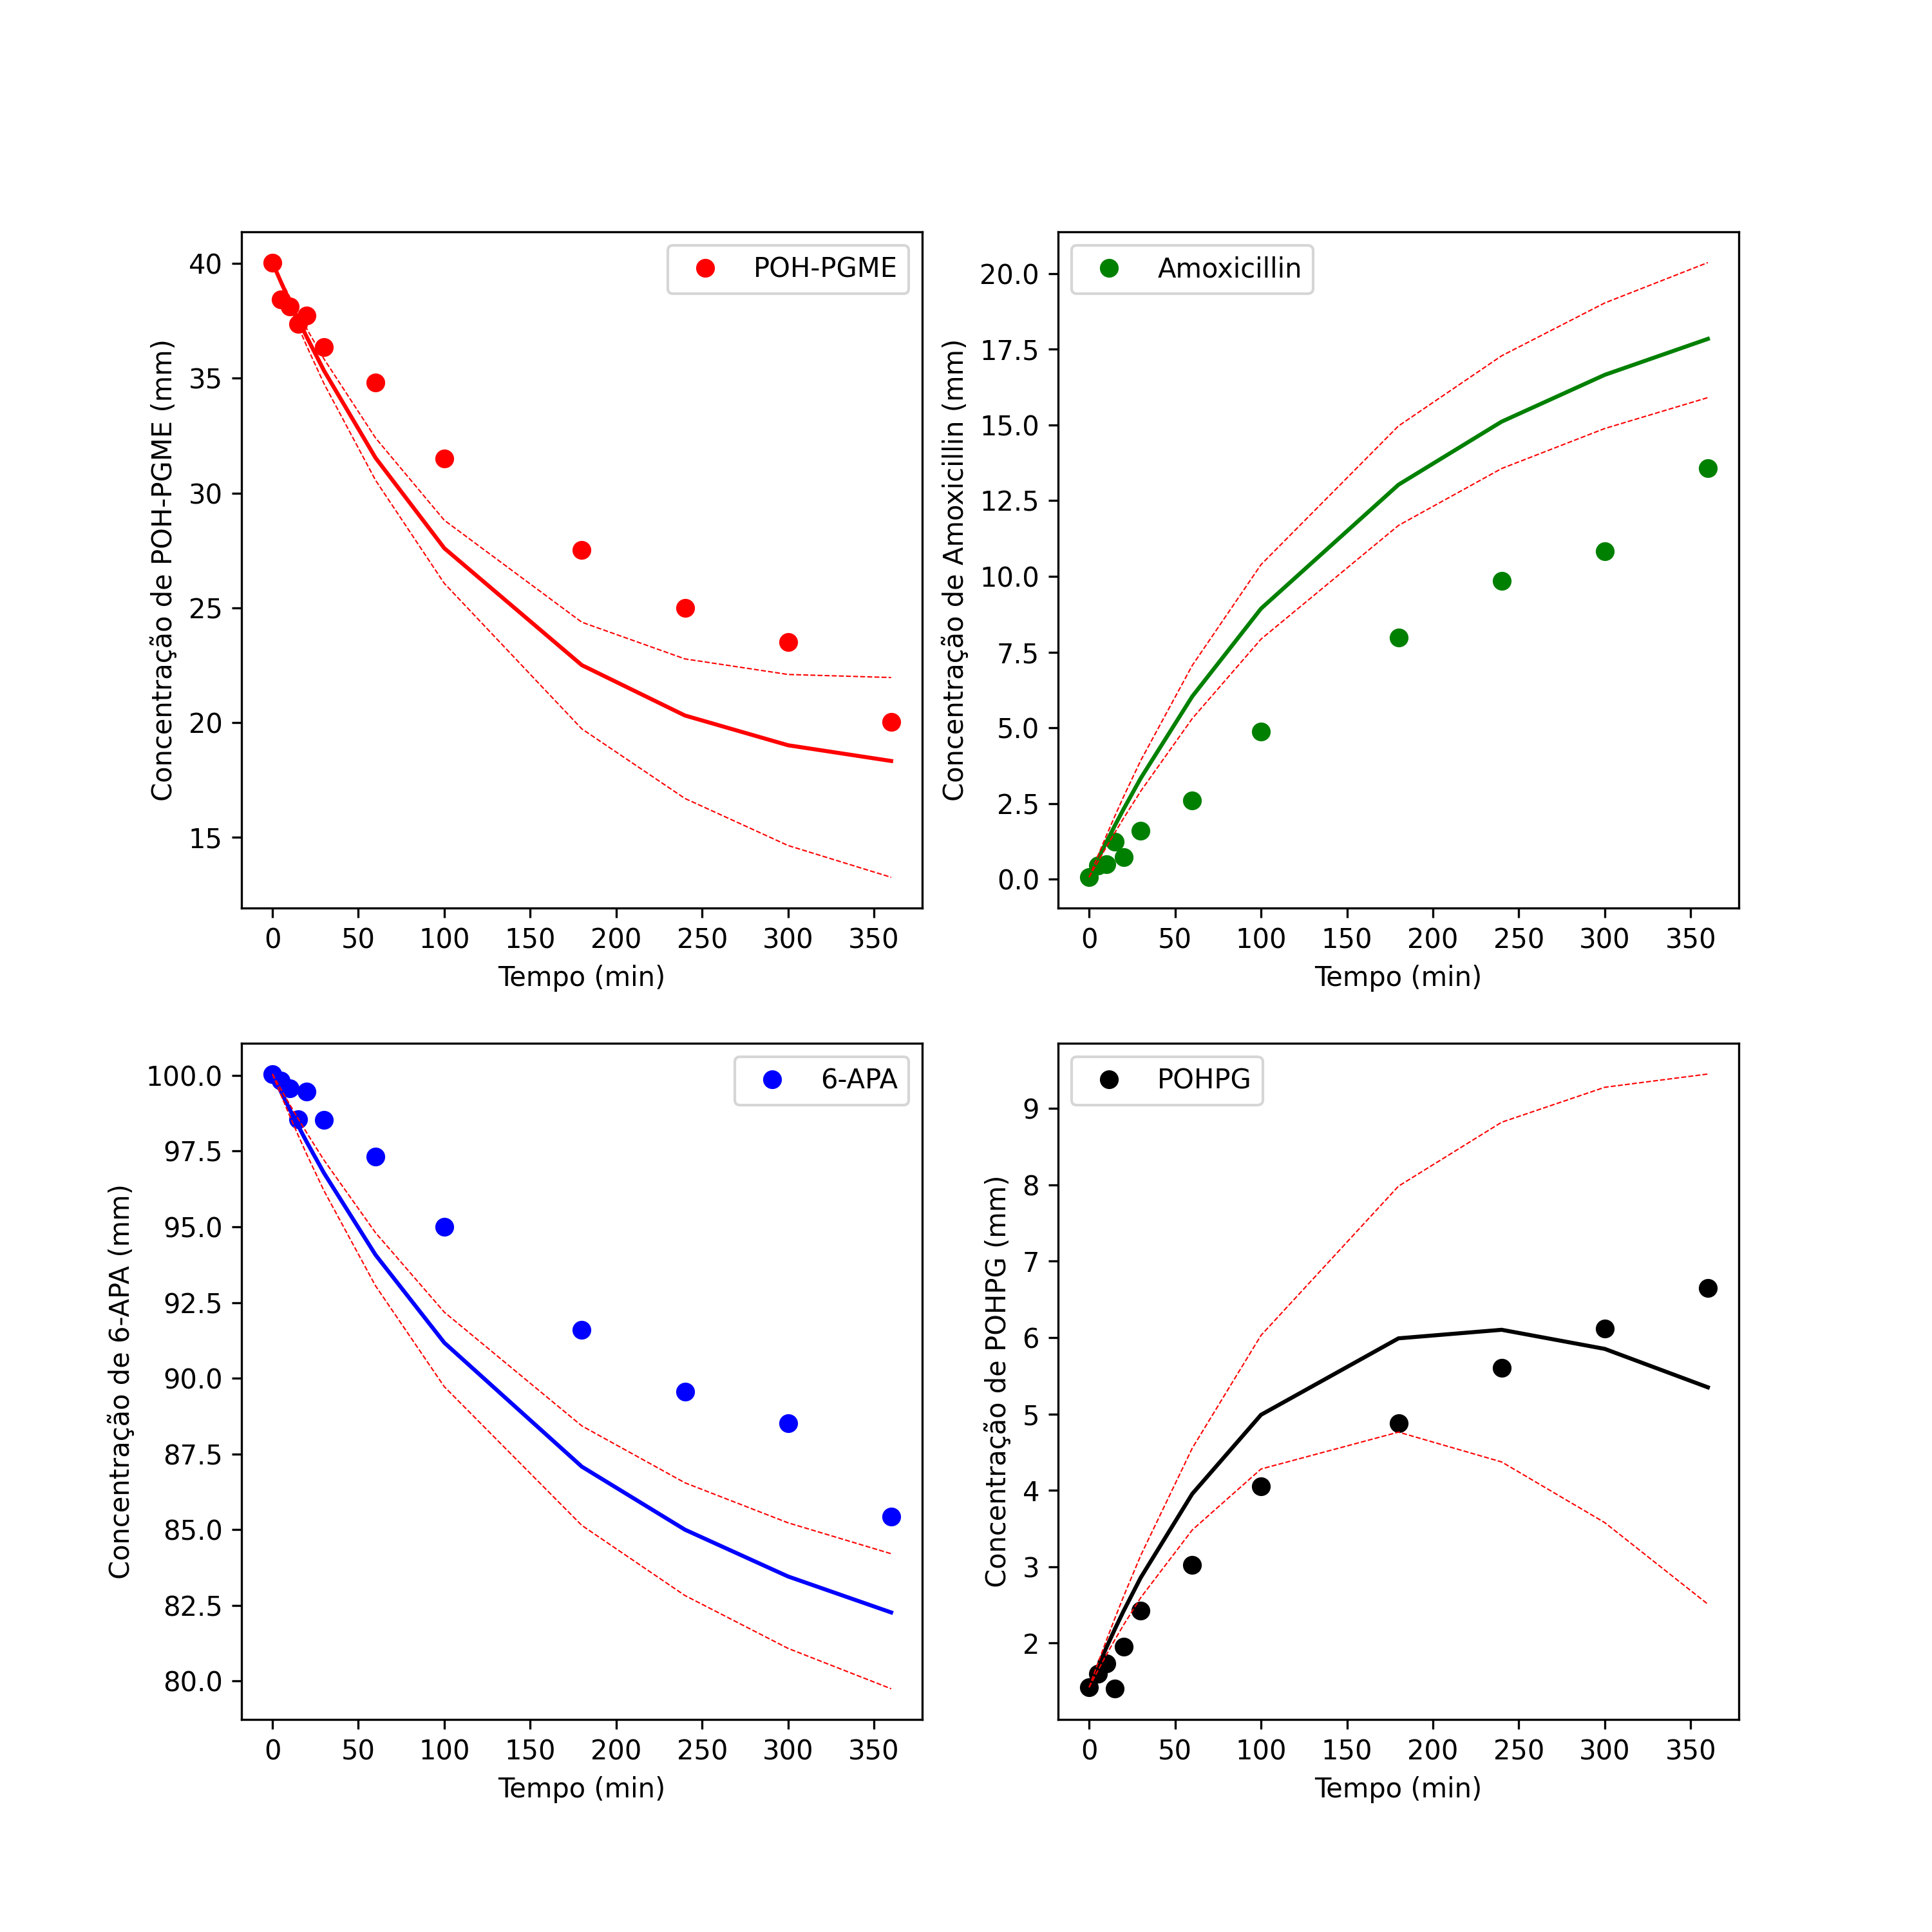 POH-PGME
Concentração de POH-PGME (mm)
40
35
30
25
20
15
0 50 100 150 200 250 300 350
Tempo (min)
Amoxicillin
Concentração de Amoxicillin (mm)
20.0
17.5
15.0
12.5
10.0
7.5
5.0
2.5
0.0
0 50 100 150 200 250 300 350
Tempo (min)
6-APA
Concentração de 6-APA (mm)
100.0
97.5
95.0
92.5
90.0
87.5
85.0
82.5
80.0
0 50 100 150 200 250 300 350
Tempo (min)
POHPG
Concentração de POHPG (mm)
9
8
7
6
5
4
3
2
0 50 100 150 200 250 300 350
Tempo (min)